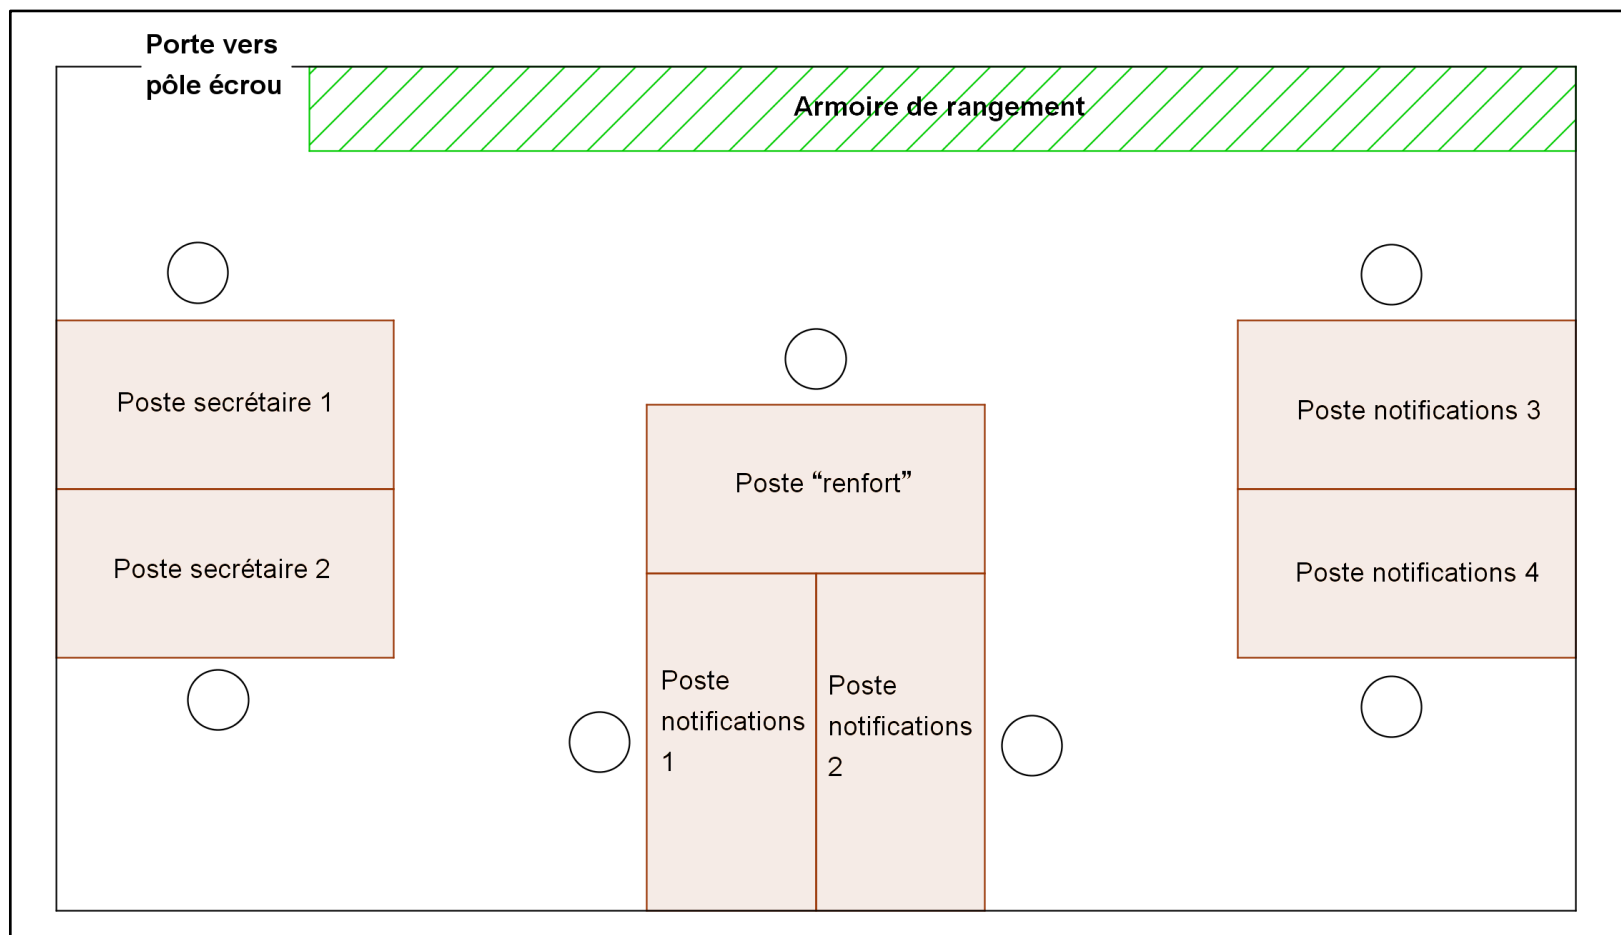 Porte vers
pôle écrou
Armoire de rangement
Poste secrétaire 1
Poste secrétaire 2
Poste “renfort”
Poste
notifications
1
Poste
notifications
2
Poste notifications 3
Poste notifications 4